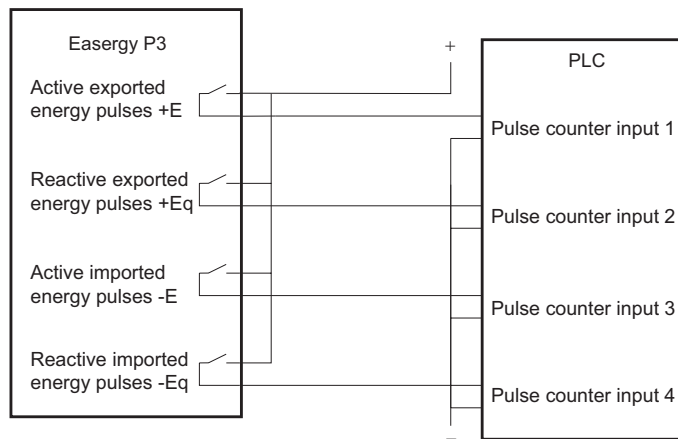 Easergy P3
Active exported
energy pulses +E
Reactive exported
energy pulses +Eq
Active imported
energy pulses -E
Reactive imported
energy pulses -Eq
+
PLC
Pulse counter input 1
Pulse counter input 2
Pulse counter input 3
Pulse counter input 4
–